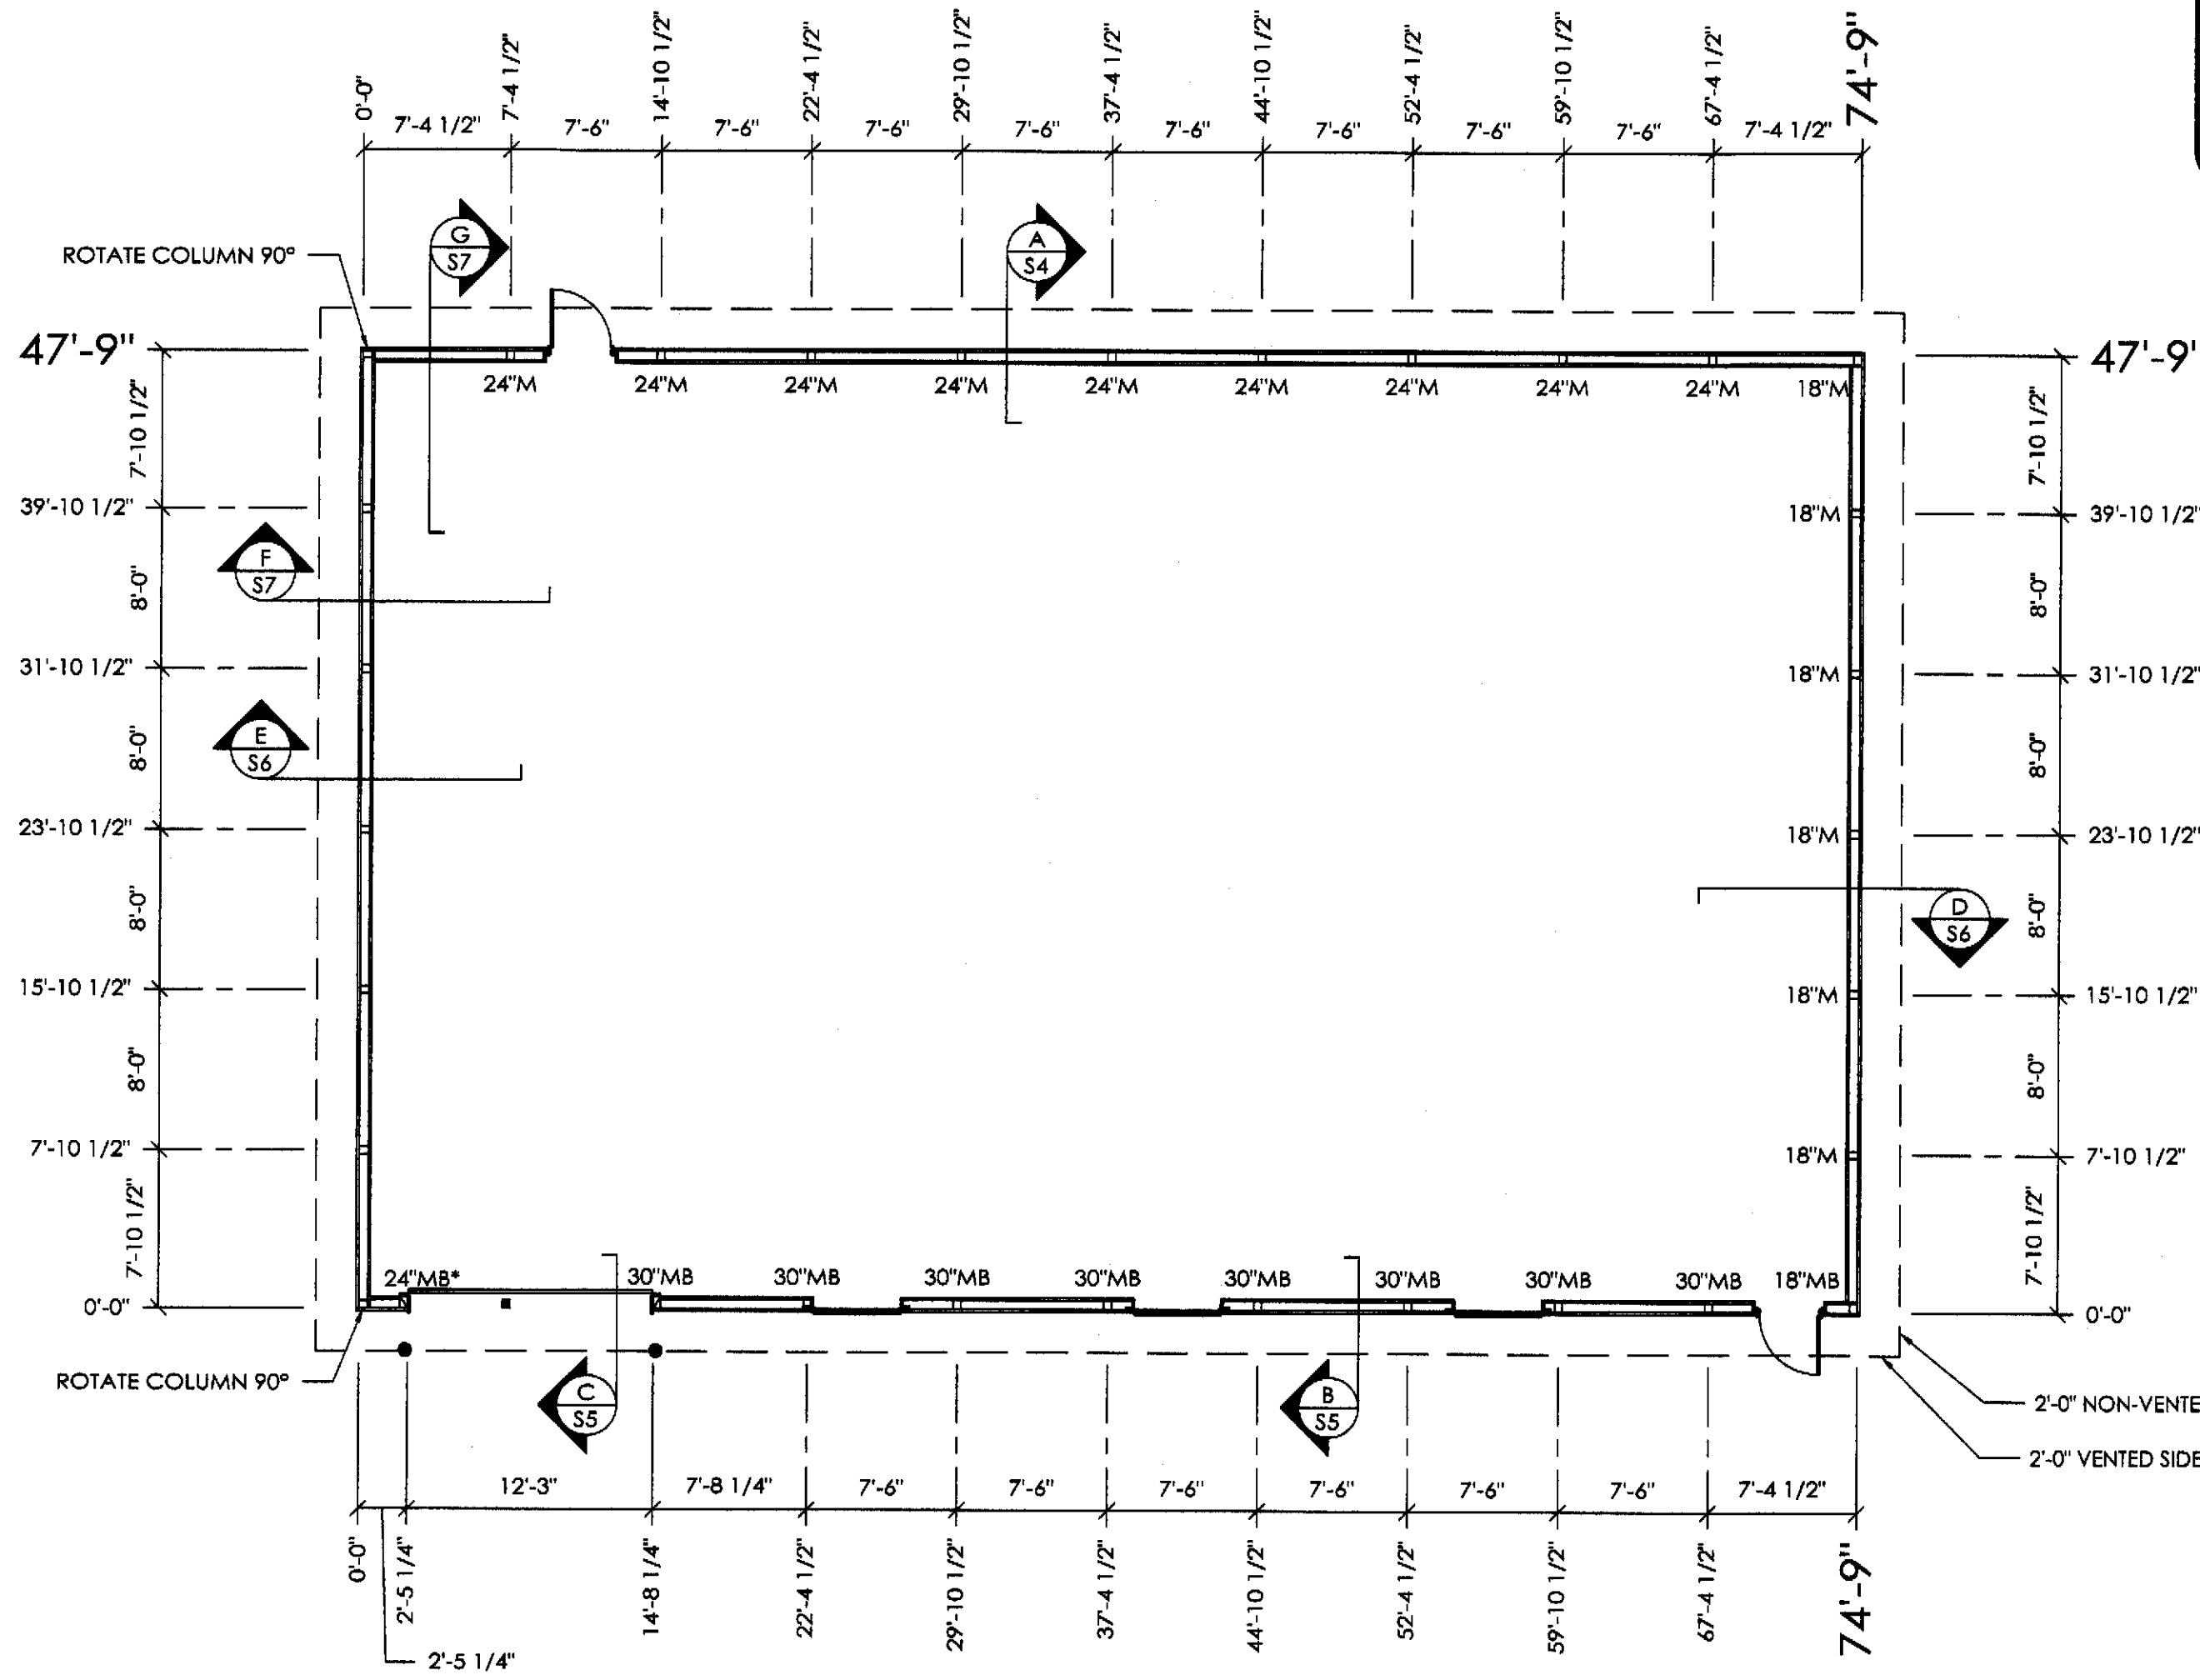 0'-0"
7'-4 1/2"
14'-10 1/2"
22'-4 1/2"
29'-10 1/2"
37'-4 1/2"
44'-10 1/2"
52'-4 1/2"
59'-10 1/2"
67'-4 1/2"
74'-9"
7'-4 1/2"
7'-6"
7'-6"
7'-6"
7'-6"
7'-6"
7'-6"
7'-6"
7'-6"
7'-4 1/2"
ROTATE COLUMN 90°
G
S7
A
S4
47'-9"
47'-9'
24"M
24"M
24"M
24"M
24"M
24"M
24"M
24"M
24"M
18"M
7'-10 1/2"
7'-10 1/2"
39'-10 1/2"
18"M
39'-10 1/2"
F
S7
8'-0"
8'-0"
31'-10 1/2"
18"M
31'-10 1/2"
E
S6
8'-0"
8'-0"
23'-10 1/2"
18"M
23'-10 1/2"
8'-0"
D
S6
8'-0"
15'-10 1/2"
18"M
15'-10 1/2"
8'-0"
8'-0"
7'-10 1/2"
18"M
7'-10 1/2"
7'-10 1/2"
7'-10 1/2"
24"MB*
30"MB
30"MB
30"MB
30"MB
30"MB
30"MB
30"MB
30"MB
18"MB
0'-0"
0'-0"
ROTATE COLUMN 90°
C
S5
B
S5
2'-0" NON-VENTE
2'-0" VENTED SIDE
12'-3"
7'-8 1/4"
7'-6"
7'-6"
7'-6"
7'-6"
7'-6"
7'-6"
7'-4 1/2"
0'-0"
2'-5 1/4"
14'-8 1/4"
22'-4 1/2"
29'-10 1/2"
37'-4 1/2"
44'-10 1/2"
52'-4 1/2"
59'-10 1/2"
67'-4 1/2"
74'-9"
2'-5 1/4"